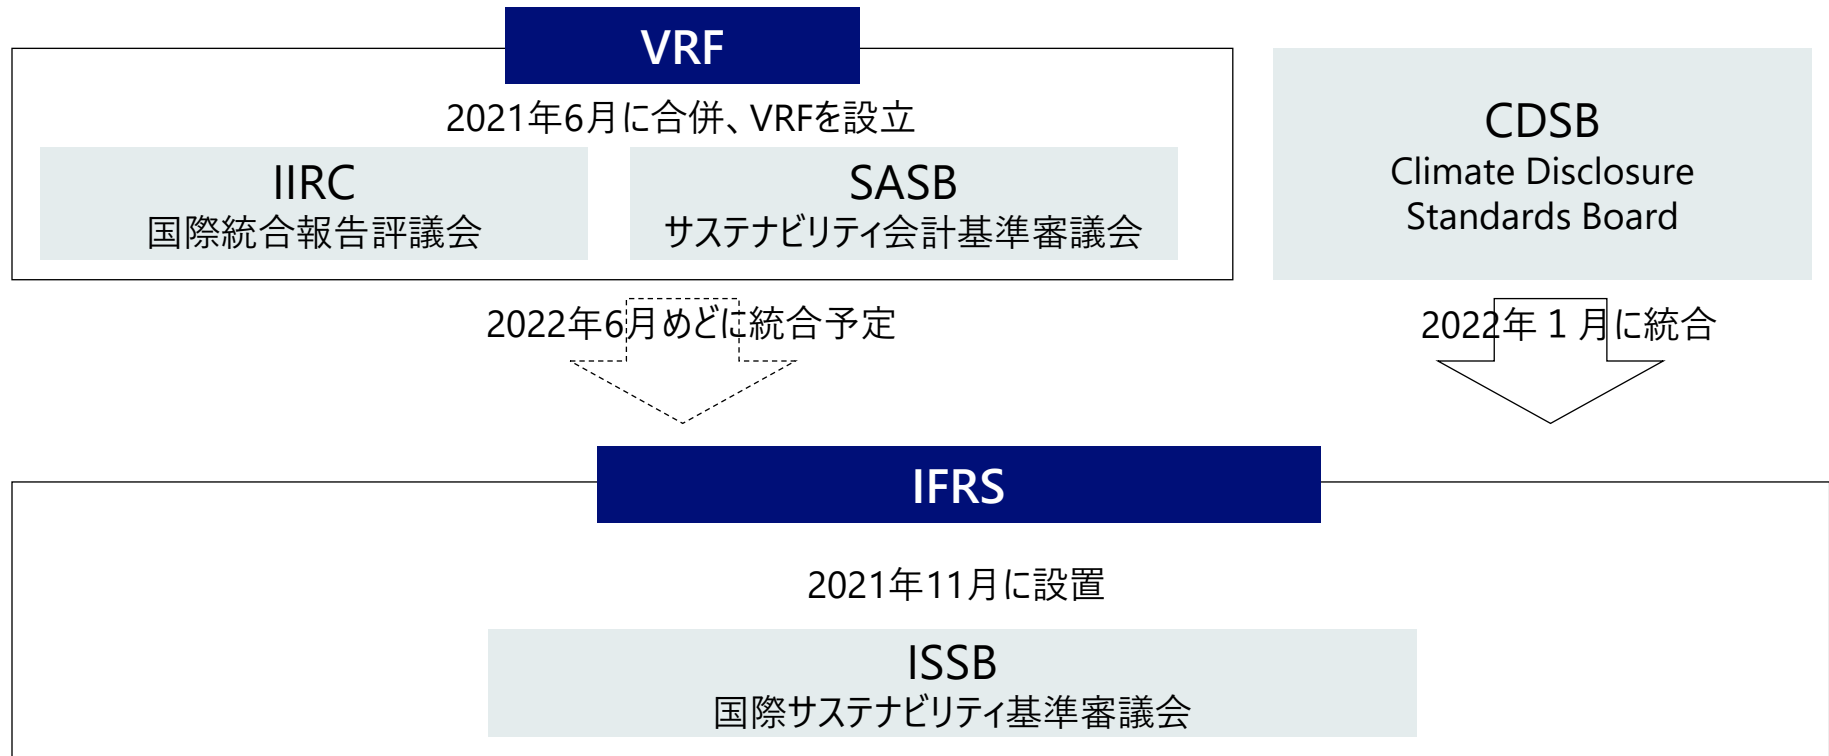 VRF
2021年6月に合併、VRFを設立
IIRC
国際統合報告評議会
SASB
サステナビリティ会計基準審議会
CDSB
Climate Disclosure
Standards Board
2022年6月めどに統合予定
2022年１月に統合
IFRS
2021年11月に設置
ISSB
国際サステナビリティ基準審議会